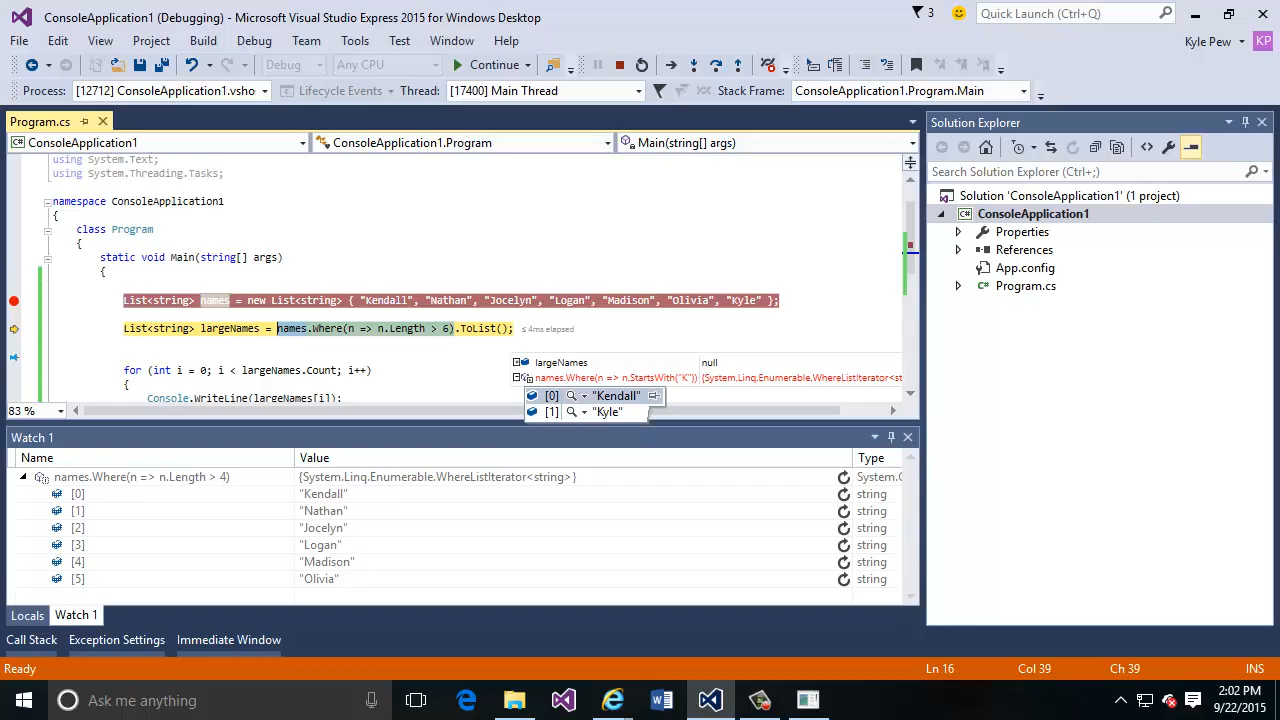 ConsoleApplication1 (Debugging) - Microsoft Visual Studio Express 2015 for Windows Desktop
3
Quick Launch (Ctrl+Q)
File Edit View Project Build Debug Team Tools Test Window Help
Kyle Pew KP
Debug Any CPU Continue
Process: [12712] ConsoleApplication1.vsho Lifecycle Events Thread: [17400] Main Thread Stack Frame: ConsoleApplication1.Program.Main
Program.cs
ConsoleApplication1 ConsoleApplication1.Program Main(string[] args)
using System.Text;
using System.Threading.Tasks;
namespace ConsoleApplication1
{
class Program
{
static void Main(string[] args)
{
List<string> names = new List<string> { "Kendall", "Nathan", "Jocelyn", "Logan", "Madison", "Olivia", "Kyle" };
List<string> largeNames = names.Where(n => n.Length > 6).ToList(); ≤ 4ms elapsed
largeNames null
for (int i = 0; i < largeNames.Count; i++)
names.Where(n => n.StartsWith("K")) {System.Linq.Enumerable.WhereListIterator<st
{
[0] "Kendall"
Console.WriteLine(largeNames[i]);
[1] "Kyle"
83 %
Watch 1
Name Value Type
names.Where(n => n.Length > 4) {System.Linq.Enumerable.WhereListIterator<string>} System.C
[0] "Kendall" string
[1] "Nathan" string
[2] "Jocelyn" string
[3] "Logan" string
[4] "Madison" string
[5] "Olivia" string
Locals Watch 1
Call Stack Exception Settings Immediate Window
Solution Explorer
Search Solution Explorer (Ctrl+;)
Solution 'ConsoleApplication1' (1 project)
C# ConsoleApplication1
Properties
References
App.config
C# Program.cs
Ready Ln 16 Col 39 Ch 39 INS
Ask me anything
2:02 PM
9/22/2015